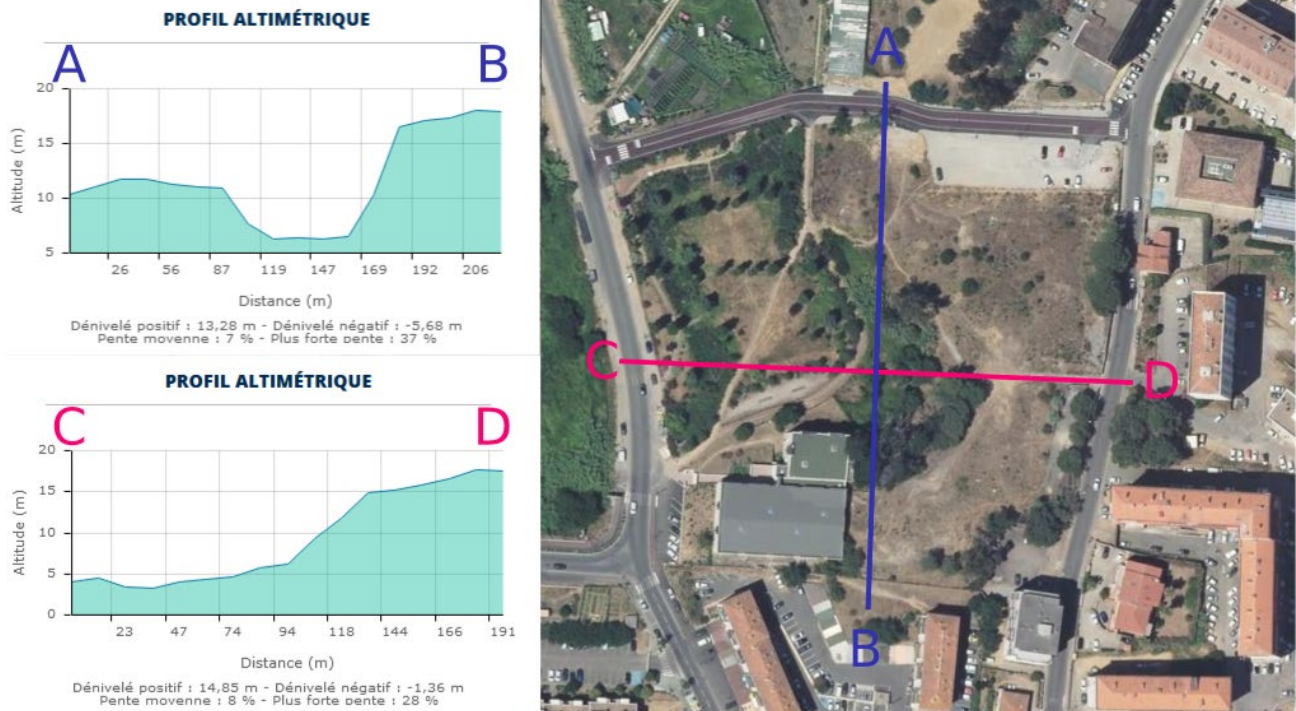 PROFIL ALTIMÉTRIQUE
A
B
20
15
10
5
Altitude (m)
26 56 87 119 147 169 192 206
Distance (m)
Dénivelé positif : 13,28 m - Dénivelé négatif : -5,68 m
Pente moyenne : 7 % - Plus forte pente : 37 %
PROFIL ALTIMÉTRIQUE
C
D
20
15
10
5
0
Altitude (m)
23 47 74 94 118 144 166 191
Distance (m)
Dénivelé positif : 14,85 m - Dénivelé négatif : -1,36 m
Pente moyenne : 8 % - Plus forte pente : 28 %
A
C
D
B